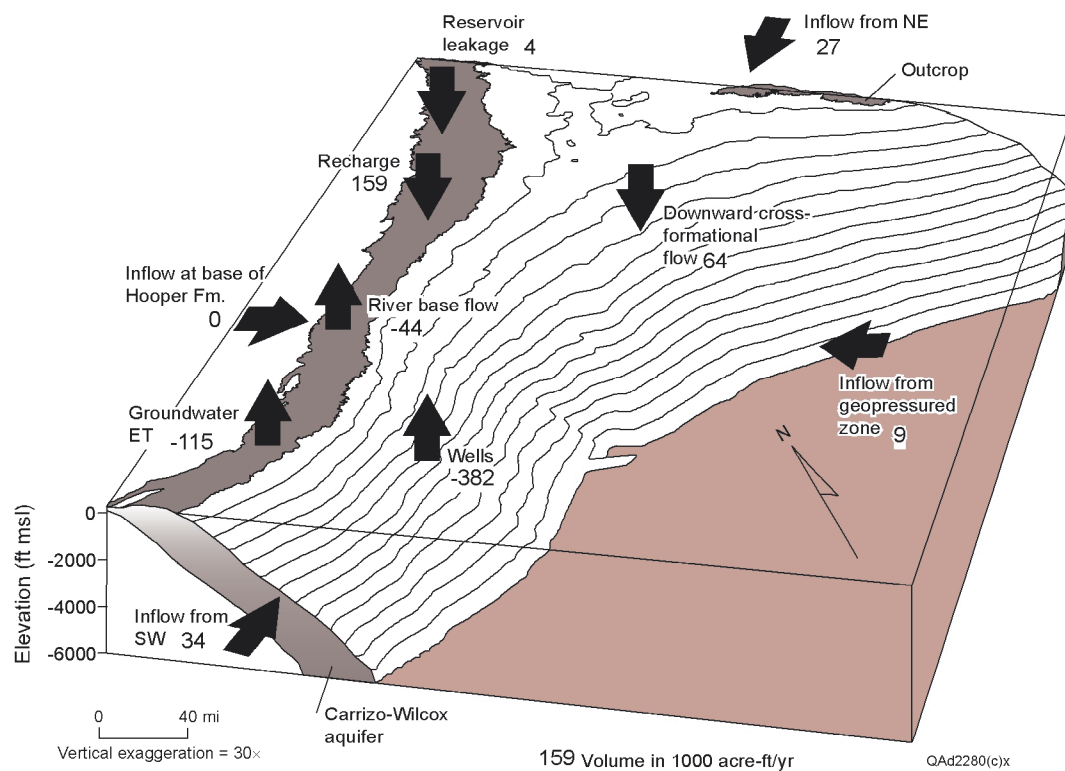 Reservoir
leakage 4
Inflow from NE
27
Outcrop
Recharge
159
Downward cross-
formational
flow 64
Inflow at base of
Hooper Fm.
0
River base flow
-44
Inflow from
geopressured
zone 9
N
Groundwater
ET -115
Wells
-382
0
-2000
-4000
-6000
Elevation (ft msl)
Inflow from
SW 34
Carrizo-Wilcox
aquifer
0 40 mi
Vertical exaggeration = 30×
159 Volume in 1000 acre-ft/yr
QAd2280(c)x